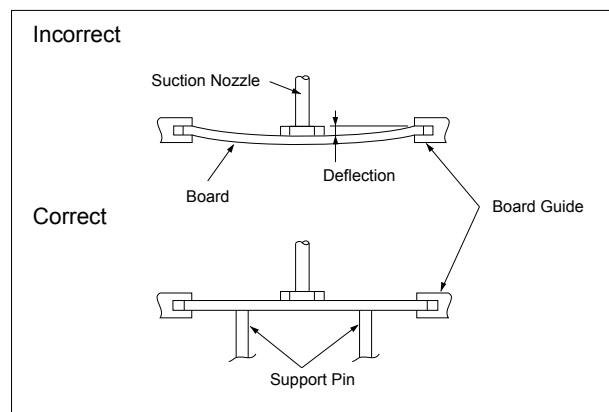 Incorrect
Suction Nozzle
Deflection
Board
Correct
Board Guide
Support Pin